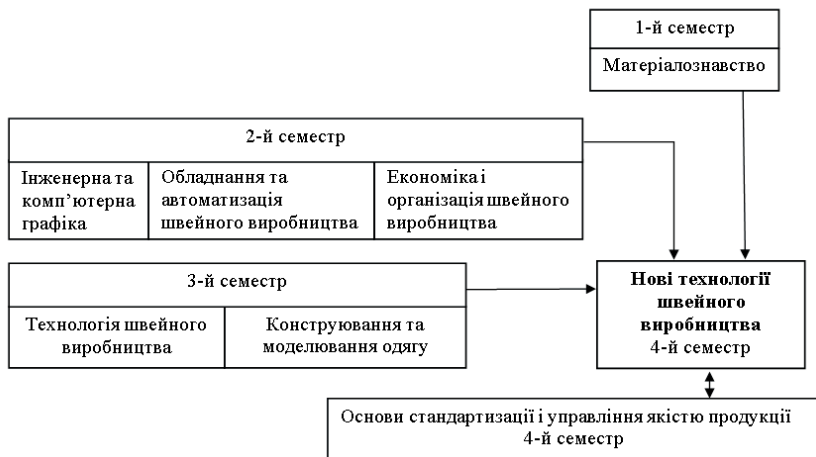 1-й семестр
Матеріалознавство
2-й семестр
Інженерна та
комп’ютерна
графіка
Обладнання та
автоматизація
швейного виробництва
Економіка і
організація швейного
виробництва
3-й семестр
Технологія швейного
виробництва
Конструювання та
моделювання одягу
Нові технології
швейного
виробництва
4-й семестр
Основи стандартизації і управління якістю продукції
4-й семестр